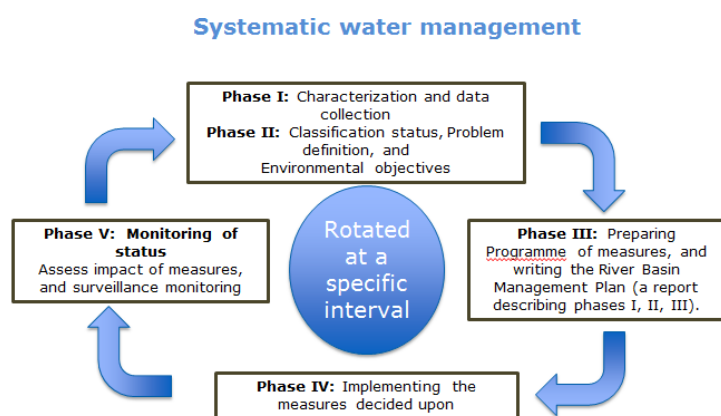 Systematic water management
Phase I: Characterization and data
collection
Phase II: Classification status, Problem
definition, and
Environmental objectives
Phase V: Monitoring of
status
Assess impact of measures,
and surveillance monitoring
Rotated
at a
specific
interval
Phase III: Preparing
Programme of measures, and
writing the River Basin
Management Plan (a report
describing phases I, II, III).
Phase IV: Implementing the
measures decided upon